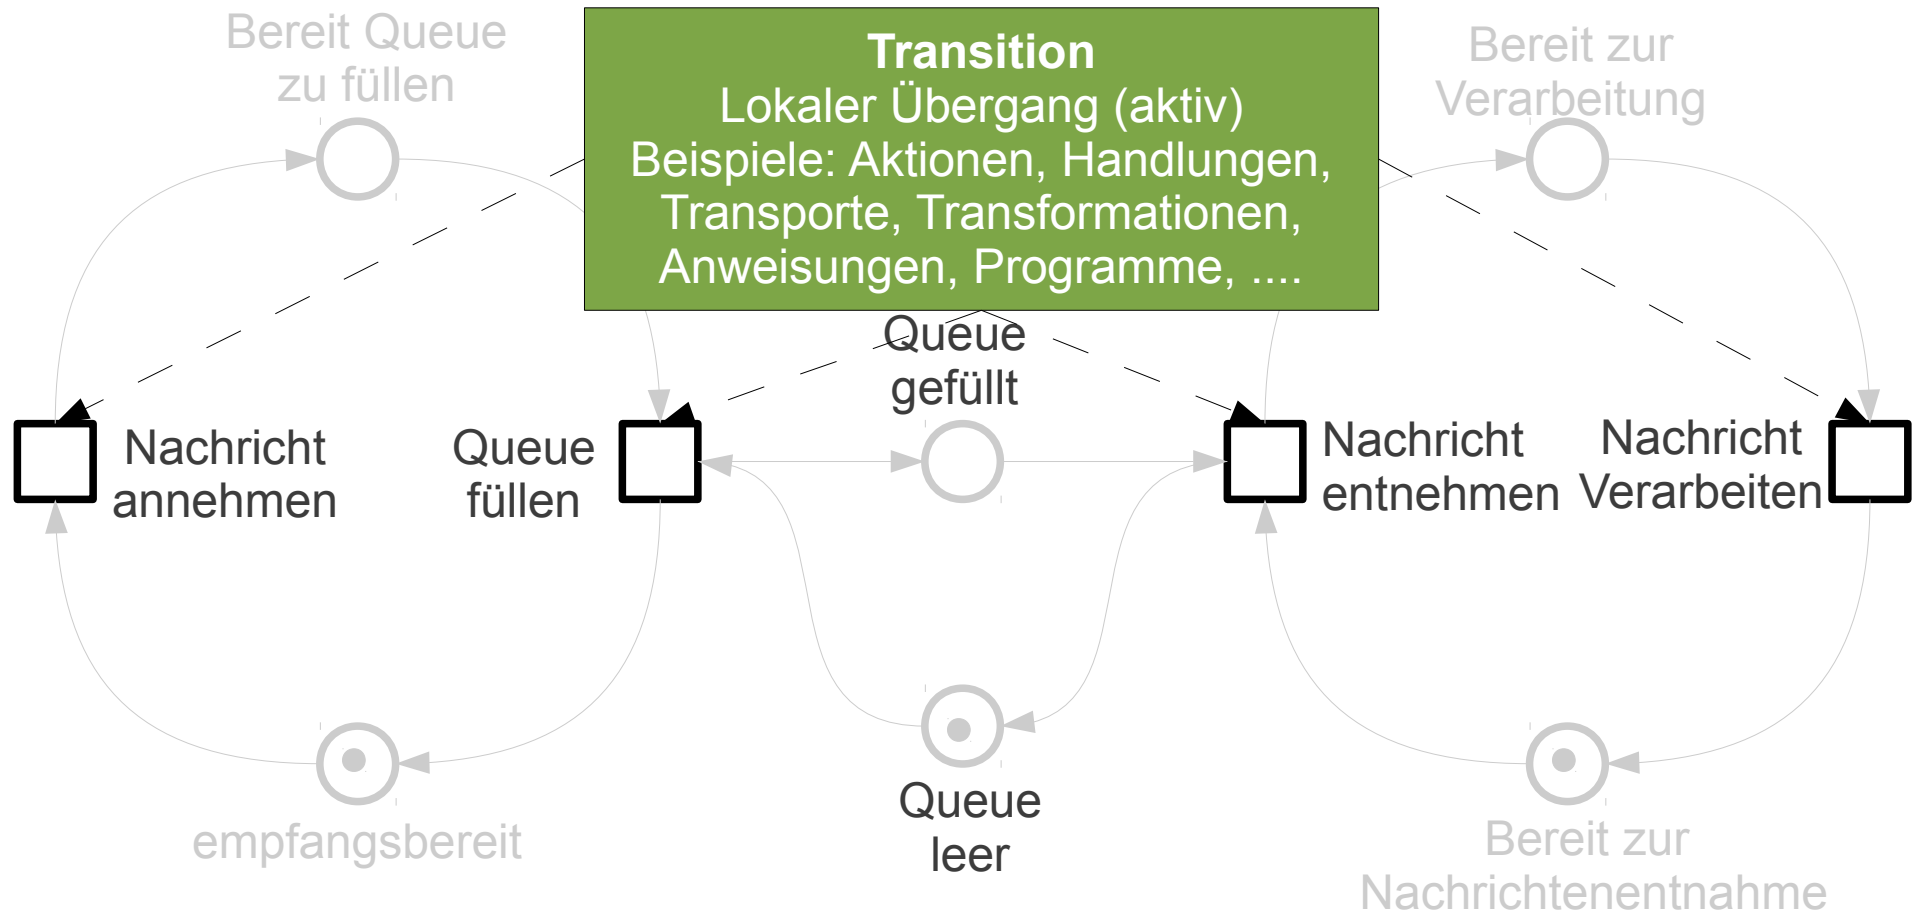 Bereit Queue
zu füllen
Transition
Lokaler Übergang (aktiv)
Beispiele: Aktionen, Handlungen,
Transporte, Transformationen,
Anweisungen, Programme, ....
Bereit zur
Verarbeitung
Queue
gefüllt
Nachricht
annehmen
Queue
füllen
Nachricht
entnehmen
Nachricht
Verarbeiten
empfangsbereit
Queue
leer
Bereit zur
Nachrichtenentnahme